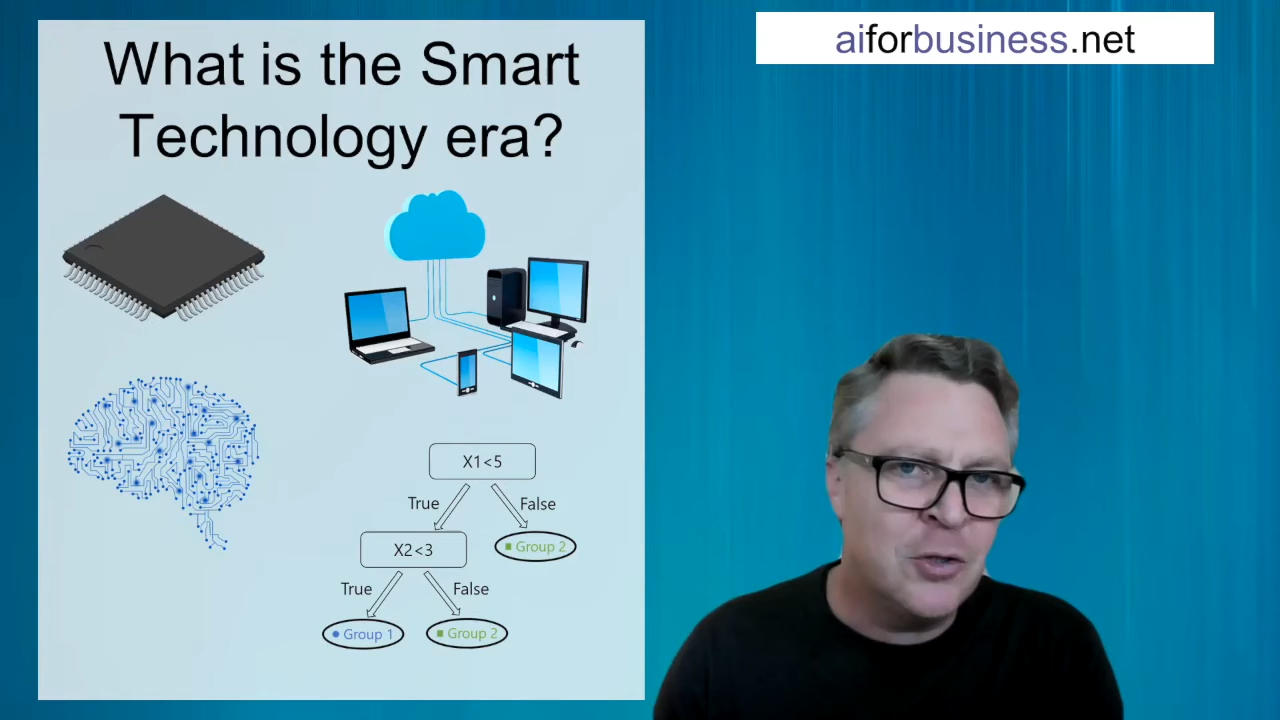 What is the Smart
Technology era?
aiforbusiness.net
X1<5
True
False
X2<3
Group 2
True
False
Group 1
Group 2